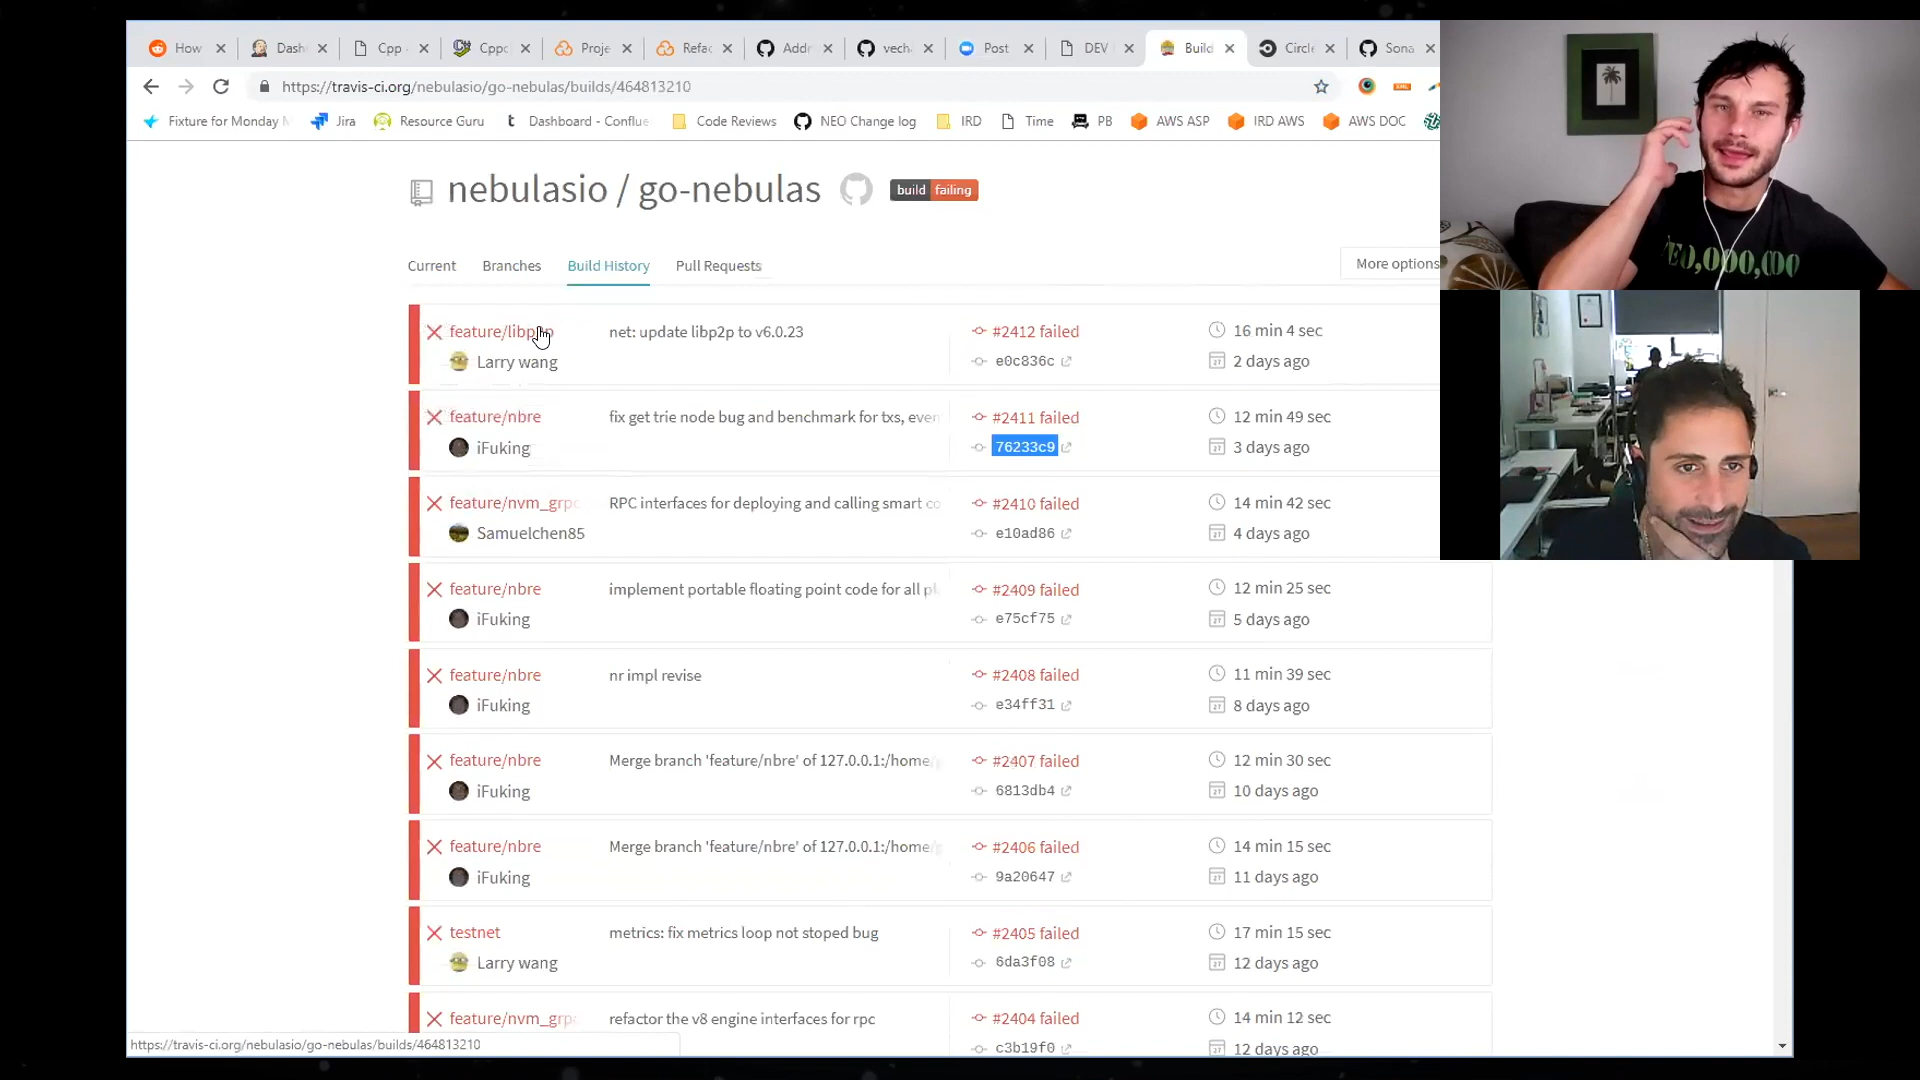 How
Dash
Cpp
Cppc
Proje
Refac
Addr
vech
Post
DEV
Build
Circle
Sona
https://travis-ci.org/nebulasio/go-nebulas/builds/464813210
Fixture for Monday
Jira
Resource Guru
Dashboard - Conflue
Code Reviews
NEO Change log
IRD
Time
PB
AWS ASP
IRD AWS
AWS DOC
nebulasio / go-nebulas
build failing
Current Branches Build History Pull Requests
More options
feature/libp net: update libp2p to v6.0.23 #2412 failed 16 min 4 sec
Larry wang e0c836c 2 days ago
feature/nbre fix get trie node bug and benchmark for txs, even #2411 failed 12 min 49 sec
iFuking 76233c9 3 days ago
feature/nvm_grpc RPC interfaces for deploying and calling smart co #2410 failed 14 min 42 sec
Samuelchen85 e10ad86 4 days ago
feature/nbre implement portable floating point code for all pl #2409 failed 12 min 25 sec
iFuking e75cf75 5 days ago
feature/nbre nr impl revise #2408 failed 11 min 39 sec
iFuking e34ff31 8 days ago
feature/nbre Merge branch 'feature/nbre' of 127.0.0.1:/home/g #2407 failed 12 min 30 sec
iFuking 6813db4 10 days ago
feature/nbre Merge branch 'feature/nbre' of 127.0.0.1:/home/g #2406 failed 14 min 15 sec
iFuking 9a20647 11 days ago
testnet metrics: fix metrics loop not stoped bug #2405 failed 17 min 15 sec
Larry wang 6da3f08 12 days ago
feature/nvm_grp refactor the v8 engine interfaces for rpc #2404 failed 14 min 12 sec
c3b19f0 12 days ago
https://travis-ci.org/nebulasio/go-nebulas/builds/464813210